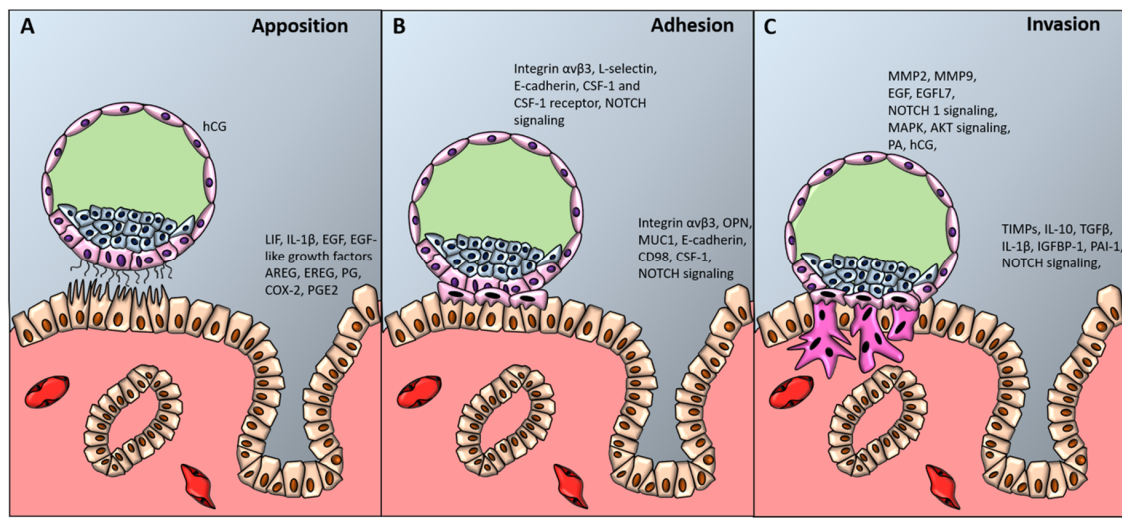 A
Apposition
hCG
LIF, IL-1β, EGF, EGF-
like growth factors
AREG, EREG, PG,
COX-2, PGE2
B
Adhesion
Integrin αvβ3, L-selectin,
E-cadherin, CSF-1 and
CSF-1 receptor, NOTCH
signaling
Integrin αvβ3, OPN,
MUC1, E-cadherin,
CD98, CSF-1,
NOTCH signaling
C
Invasion
MMP2, MMP9,
EGF, EGFL7,
NOTCH 1 signaling,
MAPK, AKT signaling,
PA, hCG,
TIMPs, IL-10, TGFβ,
IL-1β, IGFBP-1, PAI-1,
NOTCH signaling,